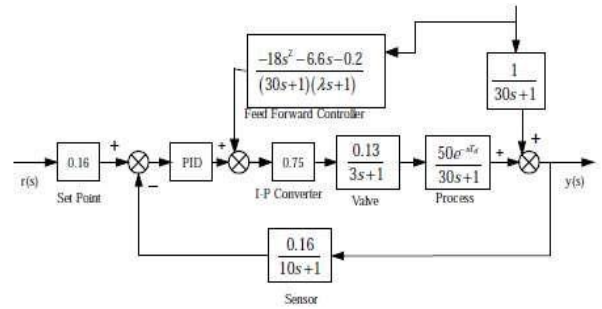 −18s² −6.6s−0.2
(30s+1)(λs+1)
Feed Forward Controller
1
30s+1
+
+
+
+
+
−
0.16
PID
0.75
0.13
3s+1
50e^{-sT_d}
30s+1
r(s)
y(s)
Set Point
I-P Converter
Valve
Process
0.16
10s+1
Sensor